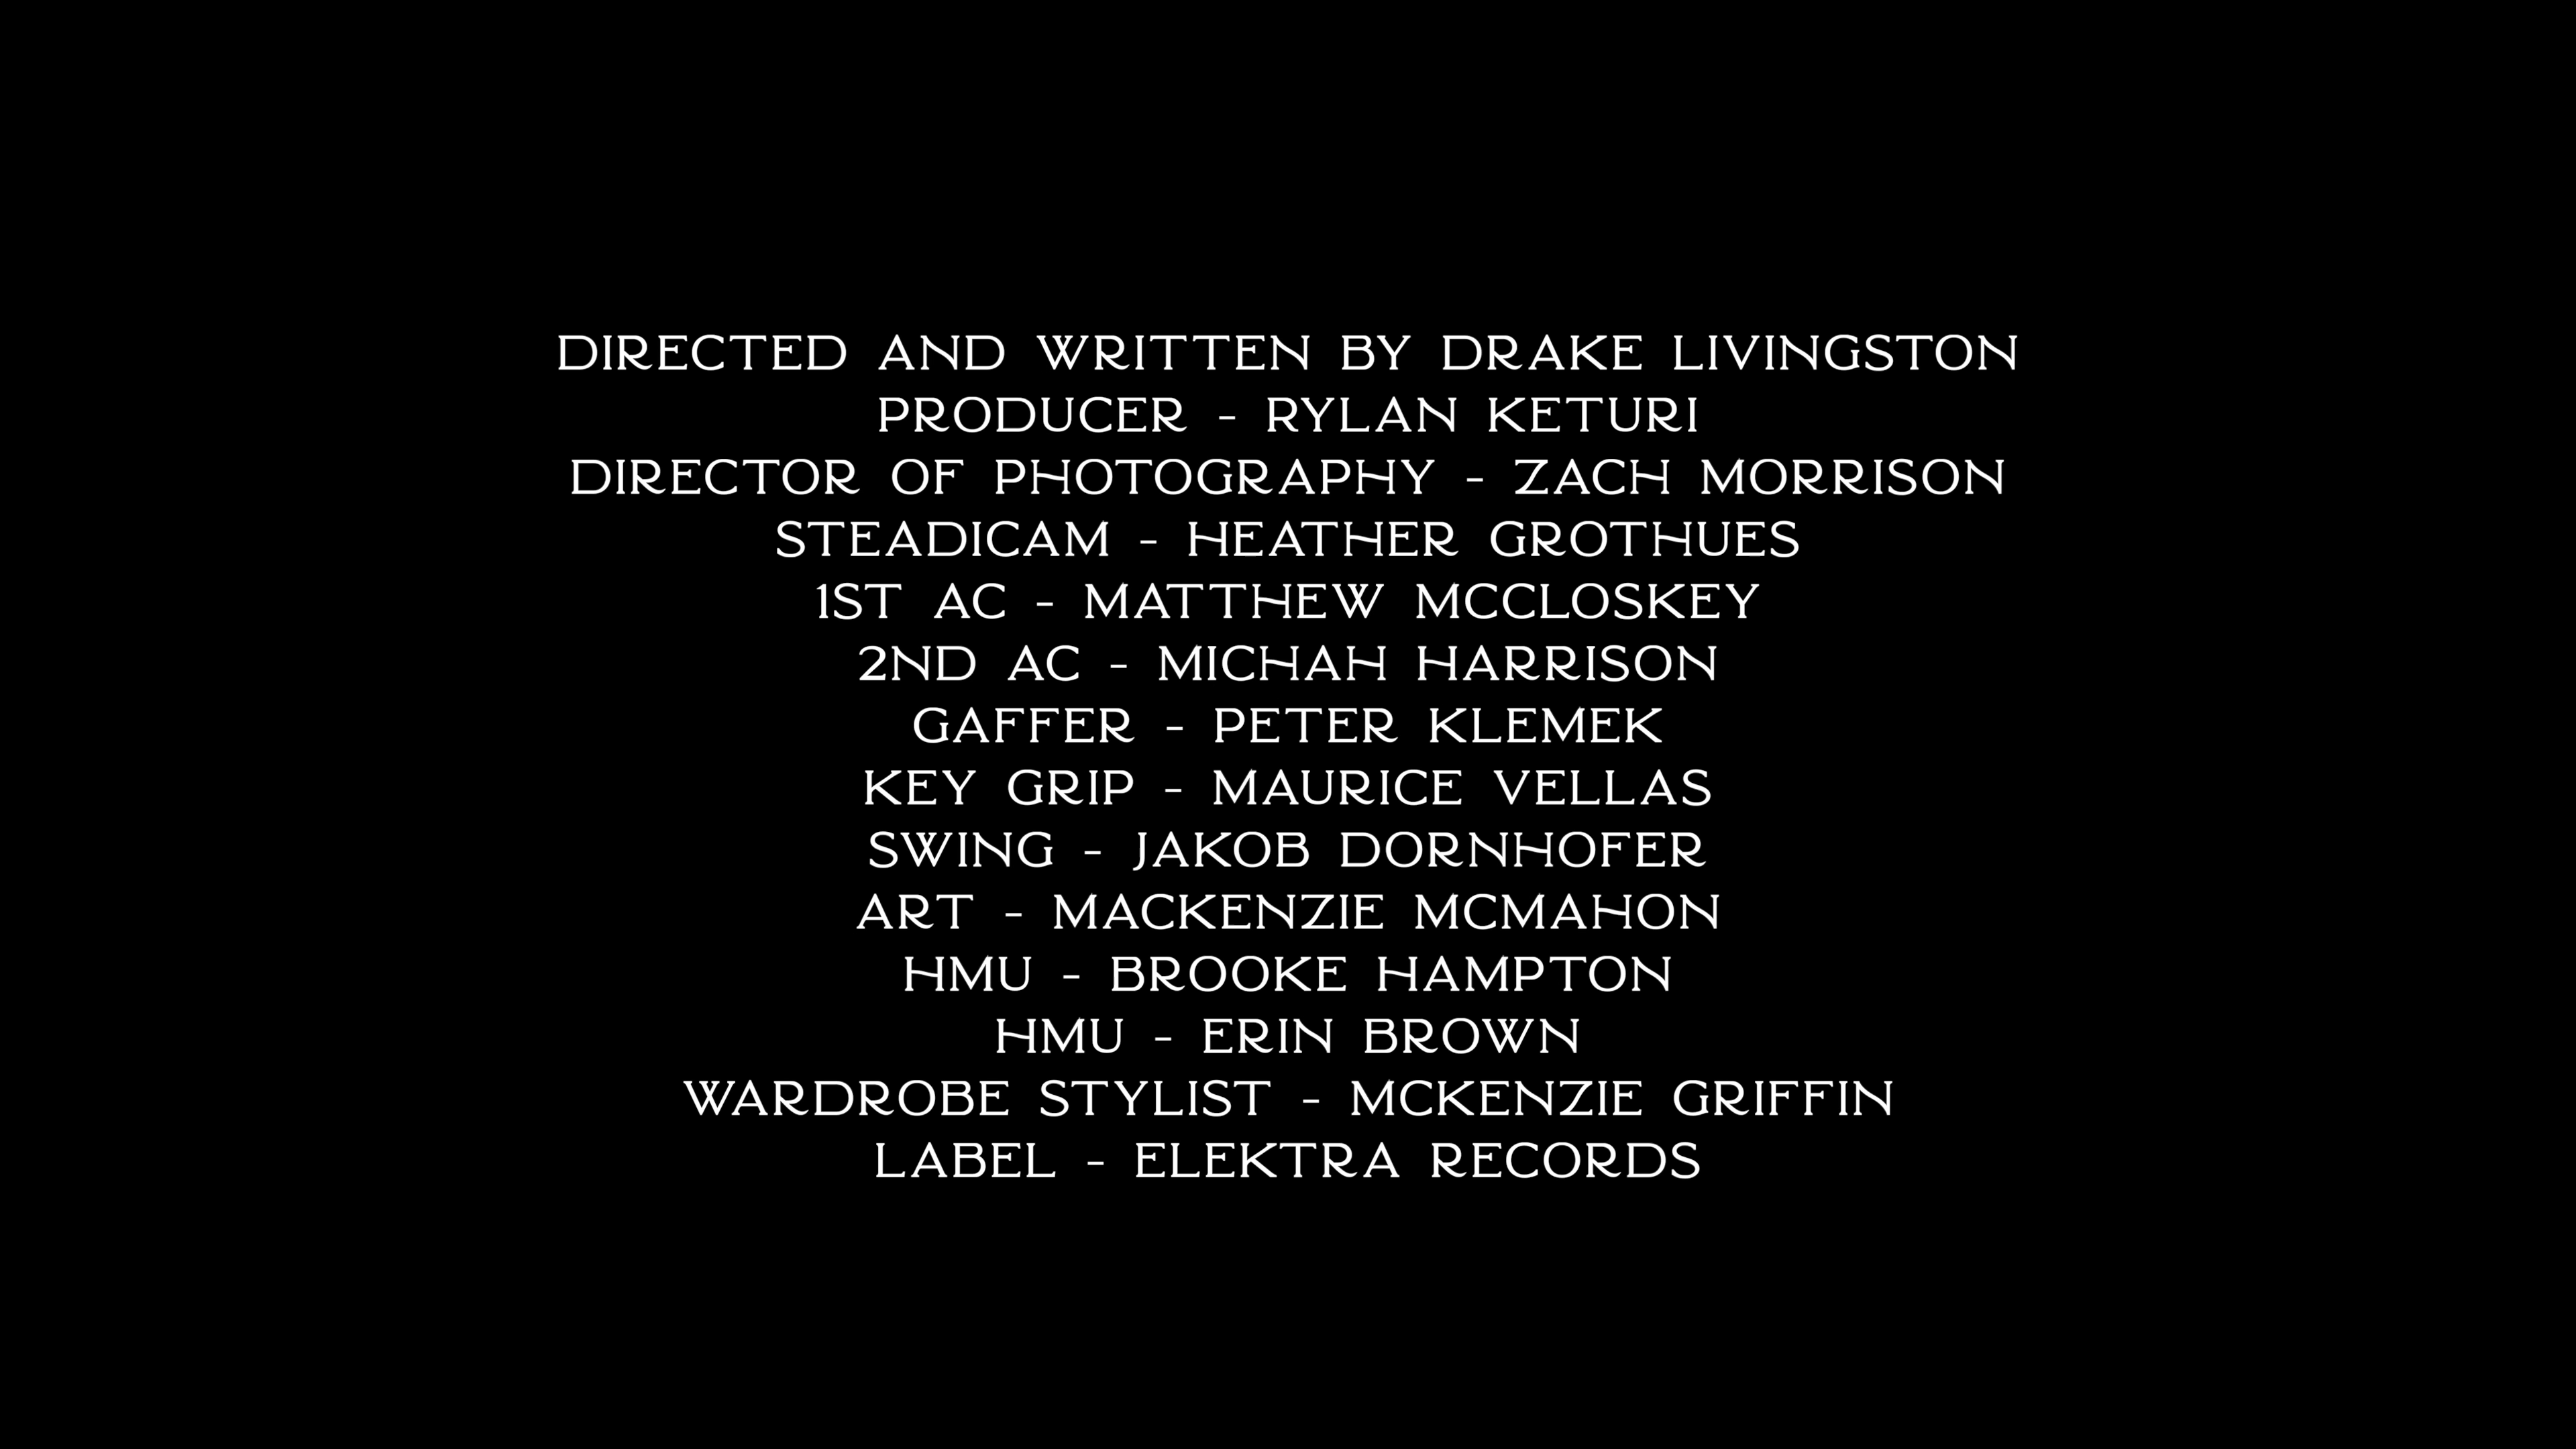 DIRECTED AND WRITTEN BY DRAKE LIVINGSTON
PRODUCER - RYLAN KETURI
DIRECTOR OF PHOTOGRAPHY - ZACH MORRISON
STEADICAM - HEATHER GROTHUES
1ST AC - MATTHEW MCCLOSKEY
2ND AC - MICHAH HARRISON
GAFFER - PETER KLEMEK
KEY GRIP - MAURICE VELLAS
SWING - JAKOB DORNHOFER
ART - MACKENZIE MCMAHON
HMU - BROOKE HAMPTON
HMU - ERIN BROWN
WARDROBE STYLIST - MCKENZIE GRIFFIN
LABEL - ELEKTRA RECORDS